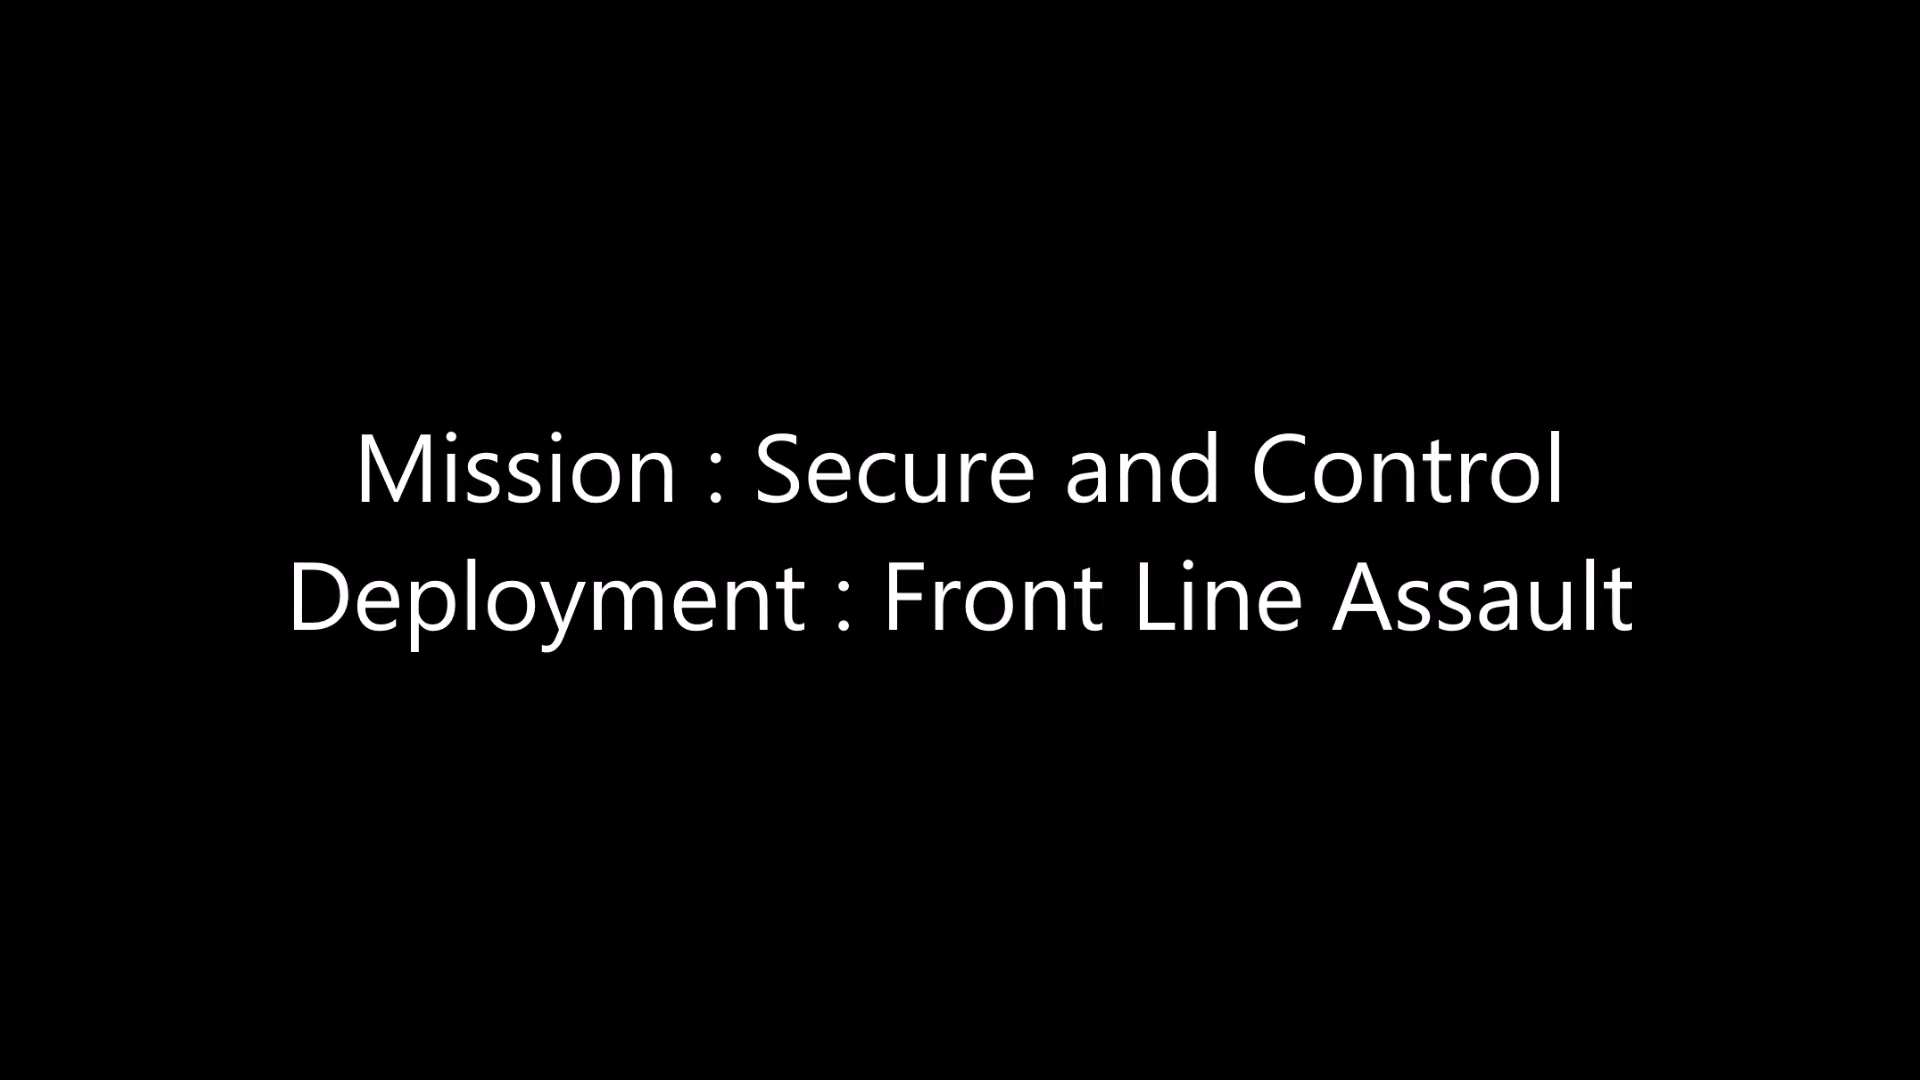 Mission : Secure and Control
Deployment : Front Line Assault